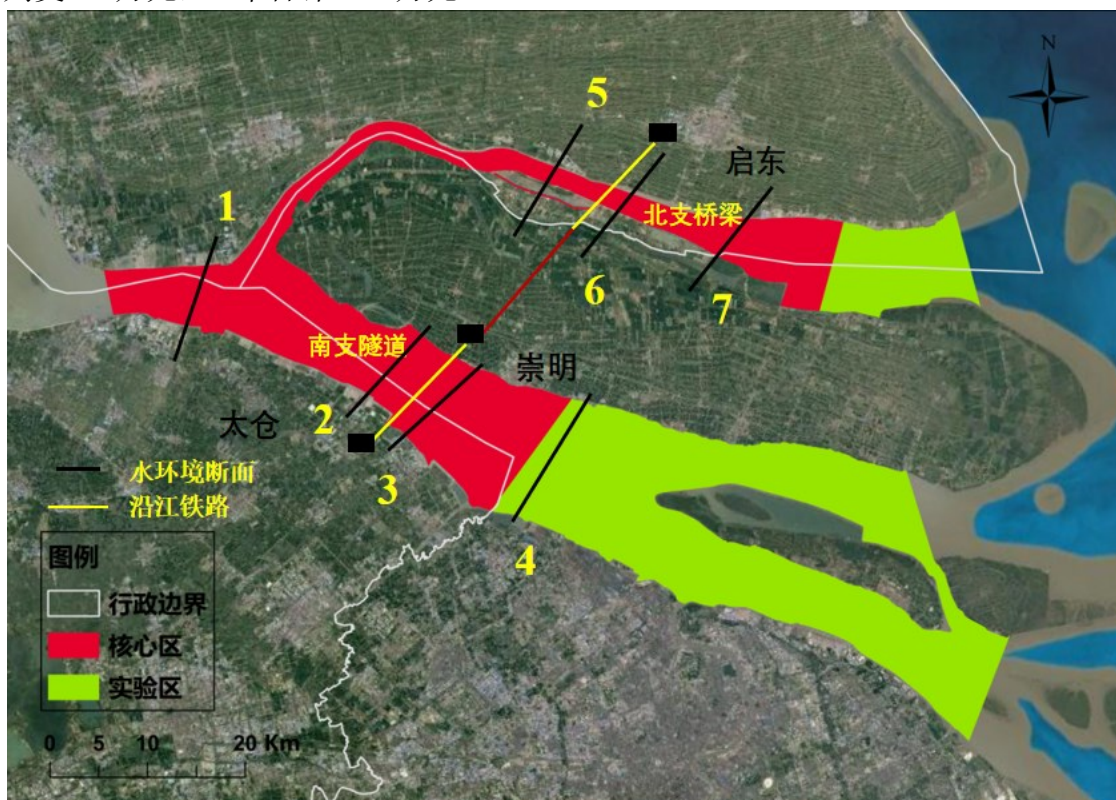 N
5
启东
1
北支桥梁
6
7
南支隧道
崇明
2
太仓
3
水环境断面
沿江铁路
4
图例
行政边界
核心区
实验区
0 5 10 20 Km